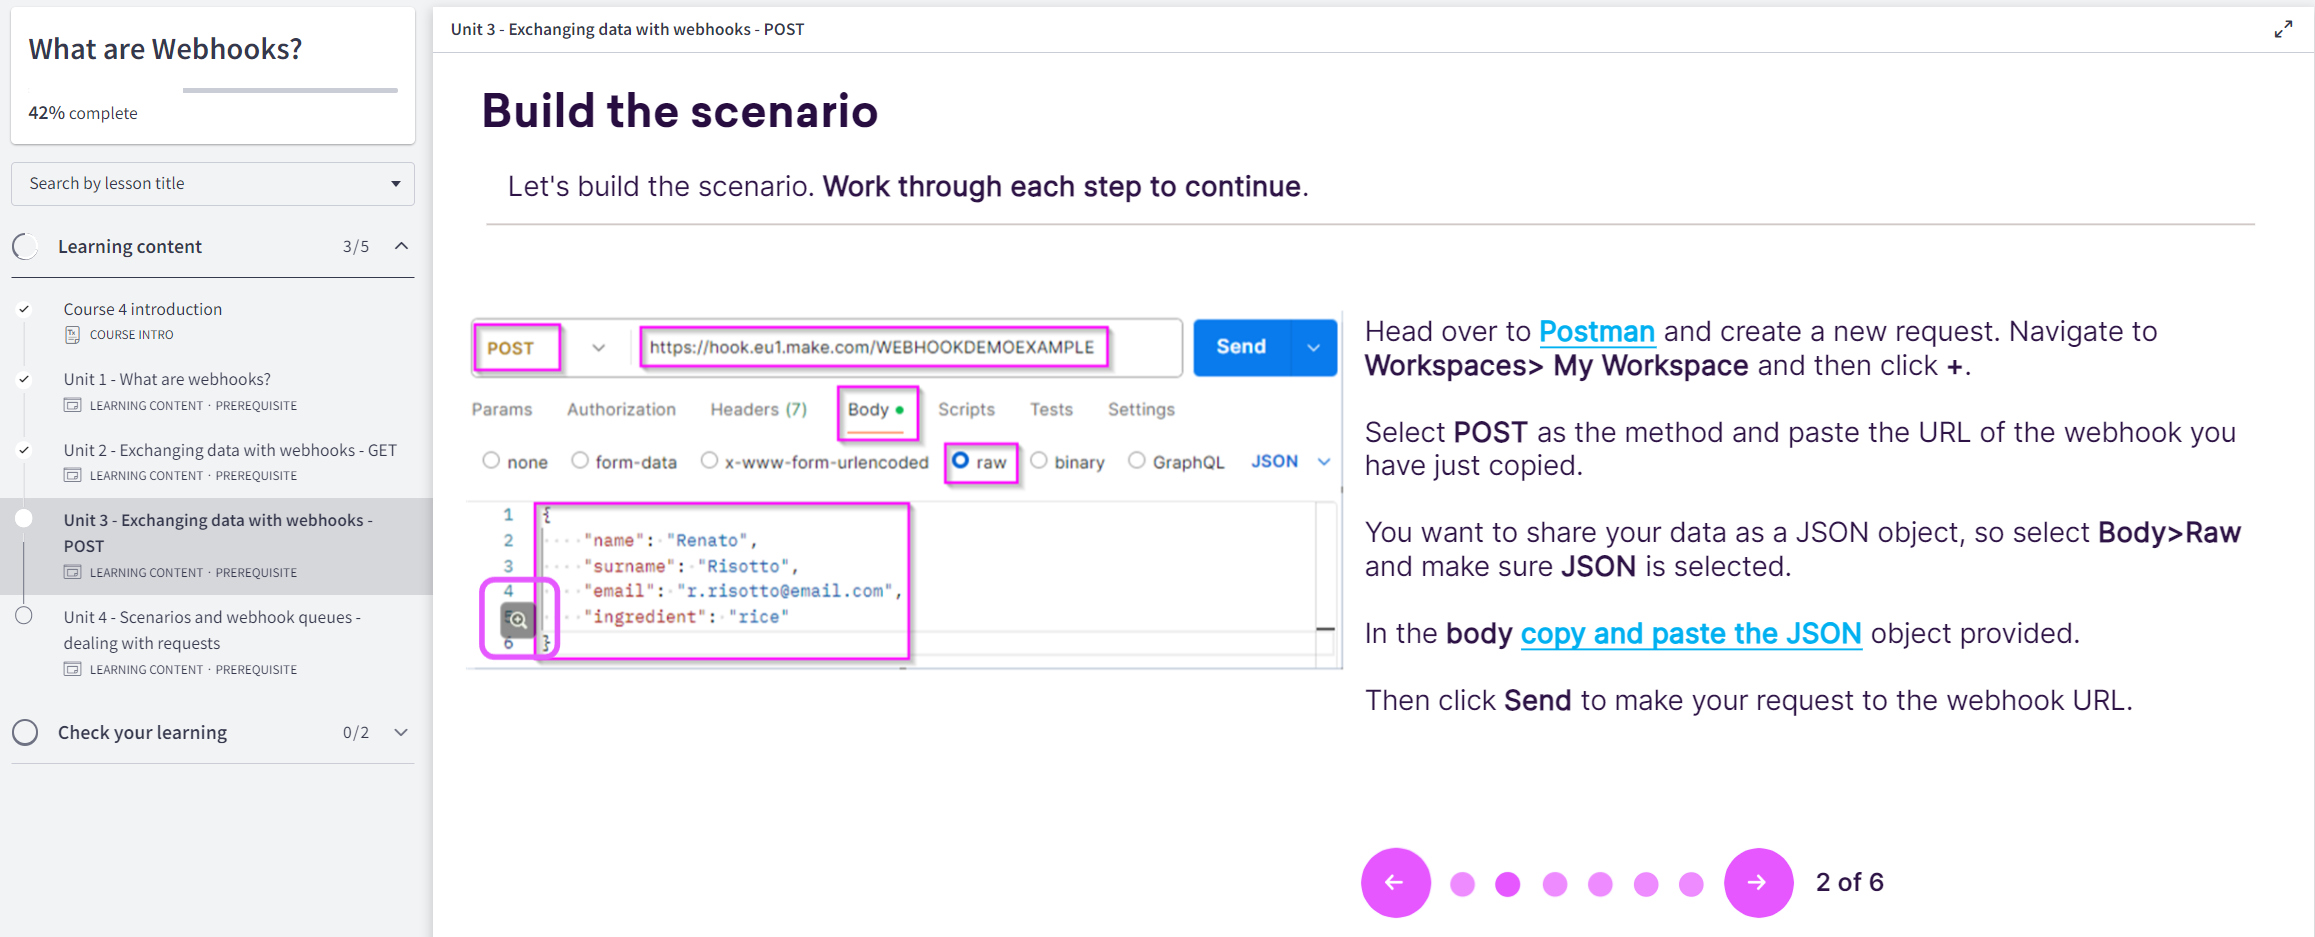 What are Webhooks?
42% complete
Search by lesson title
Learning content 3/5
Course 4 introduction
COURSE INTRO
Unit 1 - What are webhooks?
LEARNING CONTENT · PREREQUISITE
Unit 2 - Exchanging data with webhooks - GET
LEARNING CONTENT · PREREQUISITE
Unit 3 - Exchanging data with webhooks -
POST
LEARNING CONTENT · PREREQUISITE
Unit 4 - Scenarios and webhook queues -
dealing with requests
LEARNING CONTENT · PREREQUISITE
Check your learning 0/2
Unit 3 - Exchanging data with webhooks - POST
Build the scenario
Let's build the scenario. Work through each step to continue.
POST https://hook.eu1.make.com/WEBHOOKDEMOEXAMPLE Send
Params Authorization Headers (7) Body Scripts Tests Settings
none form-data x-www-form-urlencoded raw binary GraphQL JSON
1 {
2 "name": "Renato",
3 "surname": "Risotto",
4 "email": "r.risotto@email.com",
5 "ingredient": "rice"
6 }
Head over to Postman and create a new request. Navigate to
Workspaces> My Workspace and then click +.
Select POST as the method and paste the URL of the webhook you
have just copied.
You want to share your data as a JSON object, so select Body>Raw
and make sure JSON is selected.
In the body copy and paste the JSON object provided.
Then click Send to make your request to the webhook URL.
2 of 6